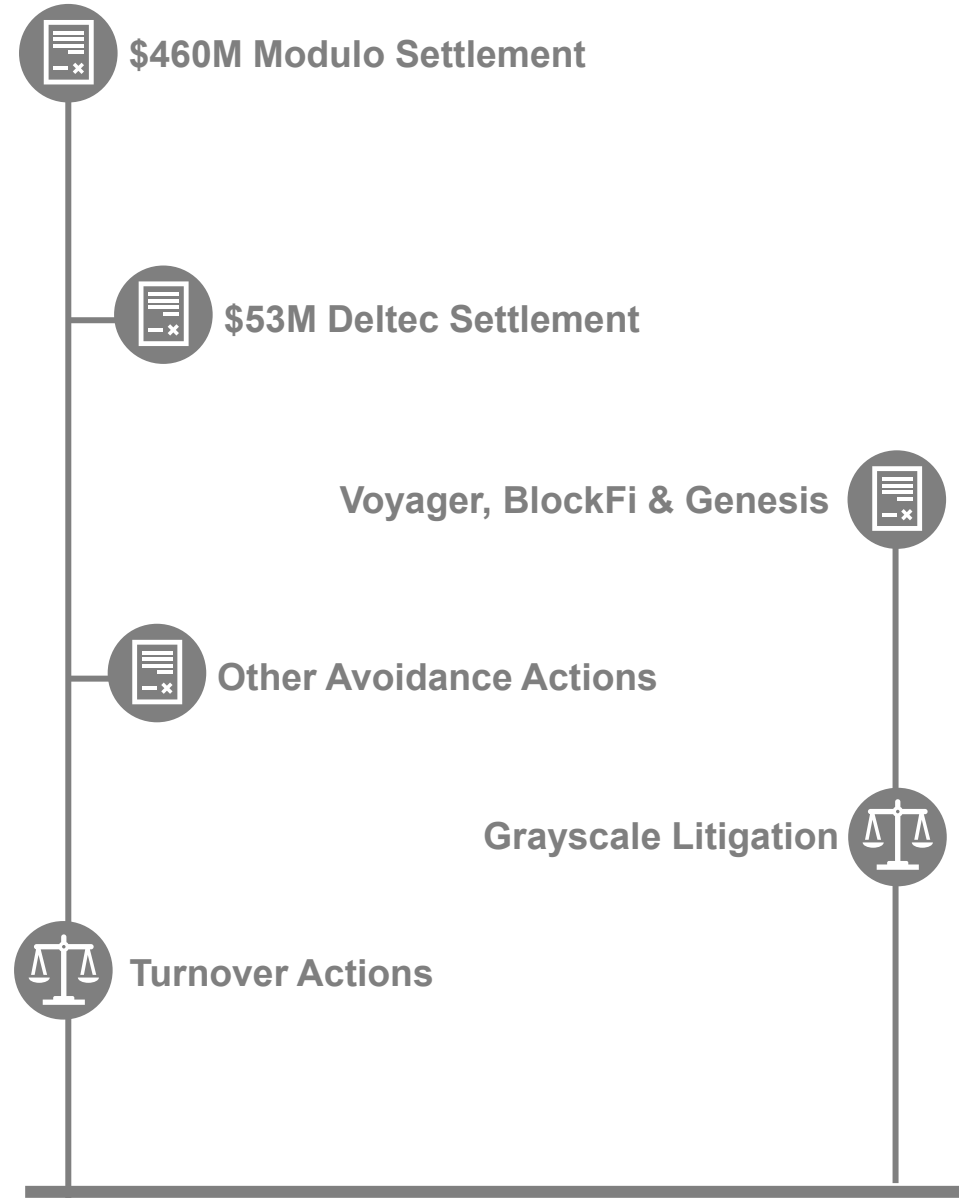 $460M Modulo Settlement
$53M Deltec Settlement
Voyager, BlockFi & Genesis
Other Avoidance Actions
Grayscale Litigation
Turnover Actions